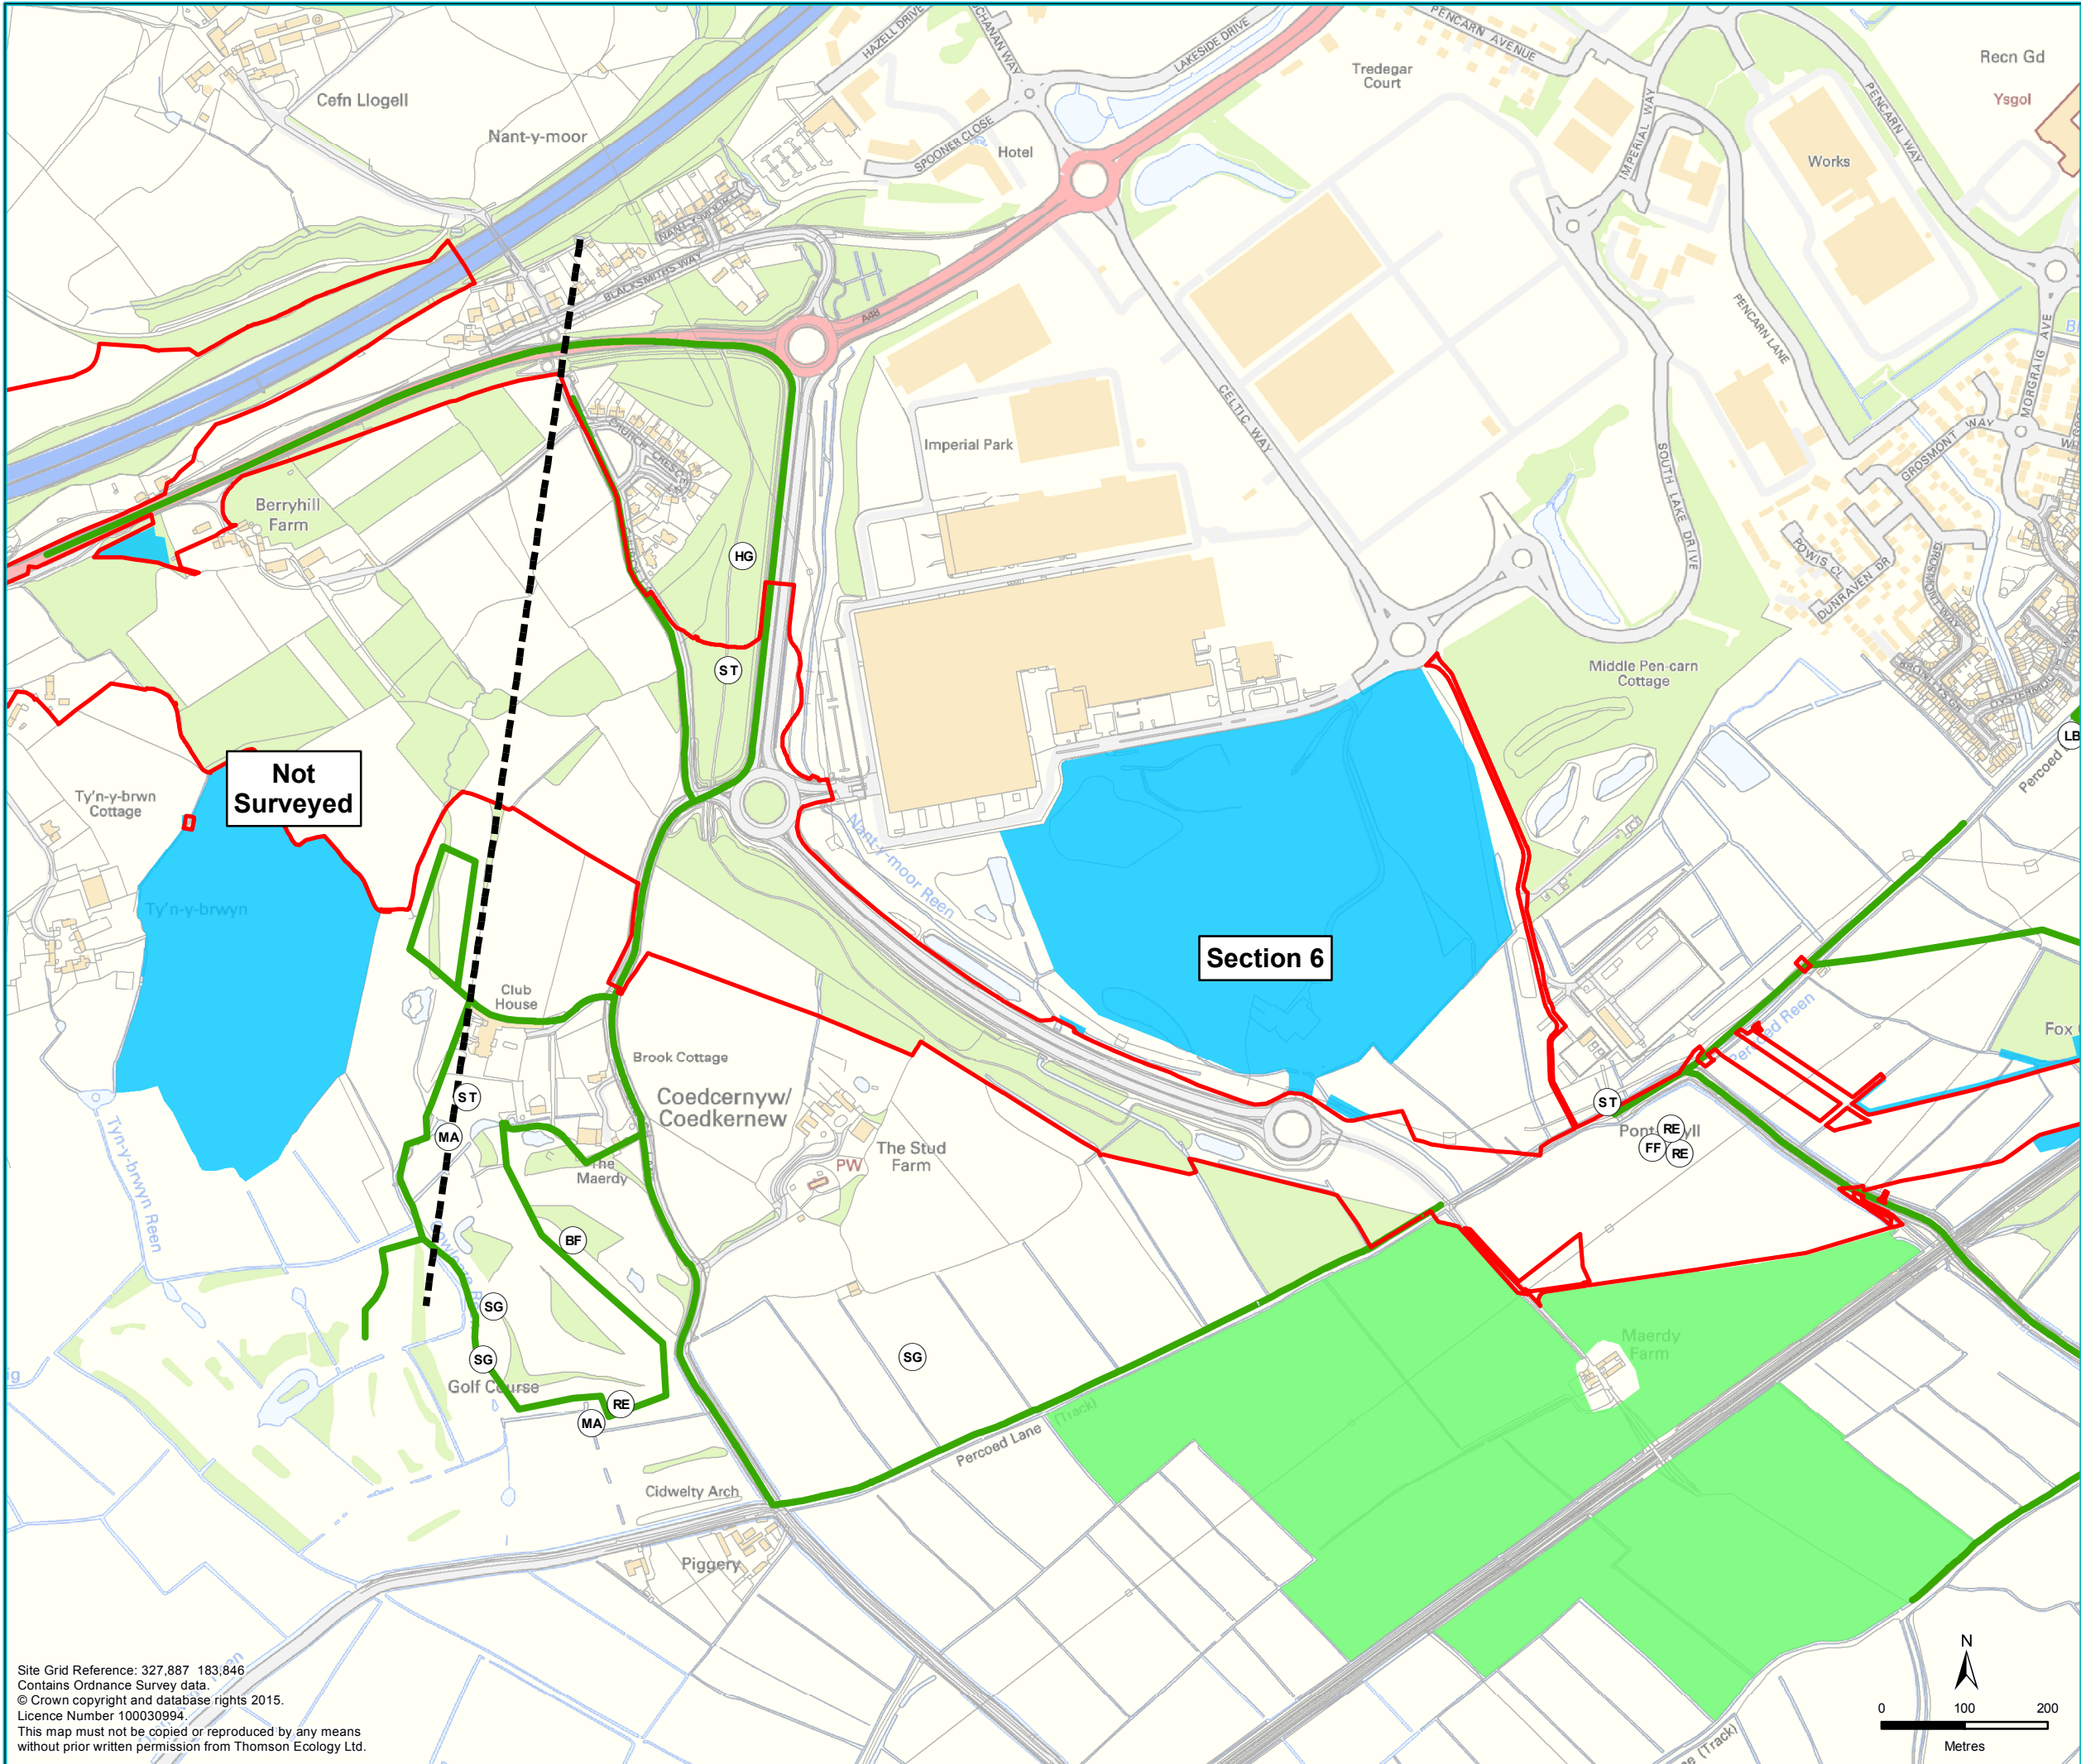 HAZELL DRIVE
LAKESIDE DRIVE
PENCARN AVENUE
Recn Gd
Ysgol
Tredegar
Court
Cefn Llogell
Nant-y-moor
SPOONER CLOSE
Hotel
IMPERIAL WAY
PENCARN WAY
Works
BLACKSMITHS WAY
A48
PENCARN LANE
MORGRAIG AVE
CELTIC WAY
Imperial Park
CHURCH CRESCENT
Berryhill
Farm
GROSMONT WAY
SOUTH LAKE DRIVE
POWIS CL
DUNRAVEN DR
GROSMONT WAY
HG
ST
Middle Pen-carn
Cottage
LB
Percoed
Not
Surveyed
Ty'n-y-brwn
Cottage
Nant-y-moor Reen
Ty'n-y-brwyn
Section 6
Club
House
Percoed Reen
Fox
Brook Cottage
Coedcernyw/
Coedkernew
ST
MA
The Stud
Farm
PW
The
Maerdy
ST
RE
FF
RE
Tyn-y-brwyn Reen
BF
SG
SG
SG
Golf Course
RE
MA
Maerdy
Farm
Percoed Lane
(Track)
Cidwelty Arch
Piggery
Site Grid Reference: 327,887 183,846
Contains Ordnance Survey data.
© Crown copyright and database rights 2015.
Licence Number 100030994.
This map must not be copied or reproduced by any means
without prior written permission from Thomson Ecology Ltd.
(Track)
N
0 100 200
Metres